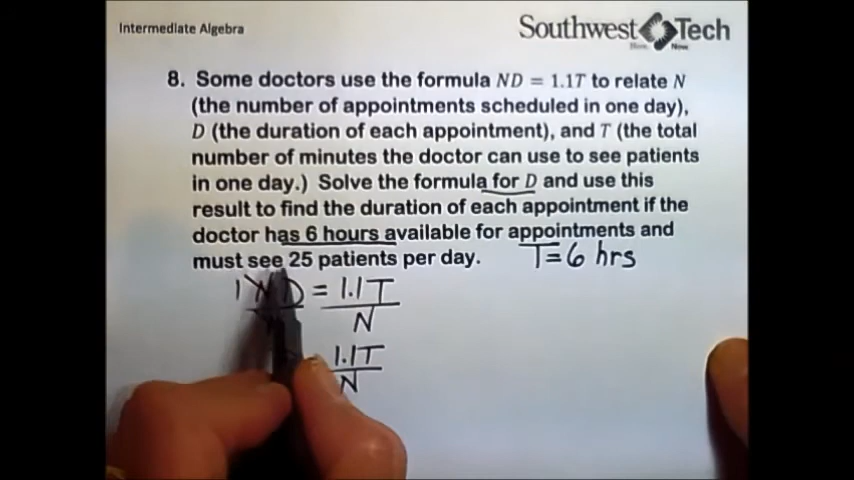 Intermediate Algebra
Southwest Tech
8. Some doctors use the formula ND = 1.1T to relate N
(the number of appointments scheduled in one day),
D (the duration of each appointment), and T (the total
number of minutes the doctor can use to see patients
in one day.) Solve the formula for D and use this
result to find the duration of each appointment if the
doctor has 6 hours available for appointments and
must see 25 patients per day.
T=6 hrs
1 N D = 1.1T
N
1.1T
N